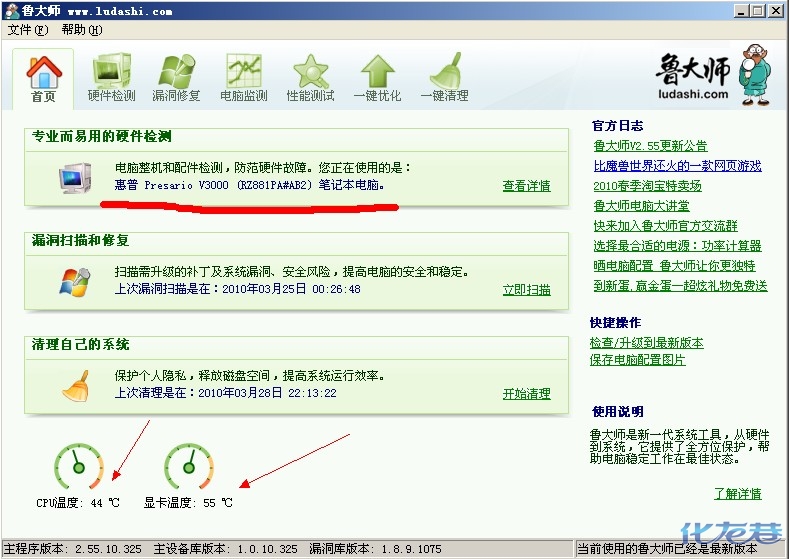 鲁大师 www.ludashi.com
文件(F) 帮助(H)
首页
硬件检测
漏洞修复
电脑监测
性能测试
一键优化
一键清理
鲁大师
ludashi.com
专业而易用的硬件检测
电脑整机和配件检测，防范硬件故障。您正在使用的是：
惠普 Presario V3000 (RZ881PA#AB2) 笔记本电脑。
查看详情
漏洞扫描和修复
扫描需升级的补丁及系统漏洞、安全风险，提高电脑的安全和稳定。
上次漏洞扫描是在：2010年03月25日 00:26:48
立即扫描
清理自己的系统
保护个人隐私，释放磁盘空间，提高系统运行效率。
上次清理是在：2010年03月28日 22:13:22
开始清理
CPU温度: 44 ℃
显卡温度: 55 ℃
官方日志
鲁大师V2.55更新公告
比魔兽世界还火的一款网页游戏
2010春季淘宝特卖场
鲁大师电脑大讲堂
快来加入鲁大师官方交流群
选择最合适的电源：功率计算器
晒电脑配置 鲁大师让你更独特
到新蛋,赢金蛋—超炫礼物免费送
快捷操作
检查/升级到最新版本
保存电脑配置图片
使用说明
鲁大师是新一代系统工具，从硬件
到系统，它提供了全方位保护，帮
助电脑稳定工作在最佳状态。
了解详情
化龙巷
主程序版本: 2.55.10.325 主设备库版本: 1.0.10.325 漏洞库版本: 1.8.9.1075
当前使用的鲁大师已经是最新版本